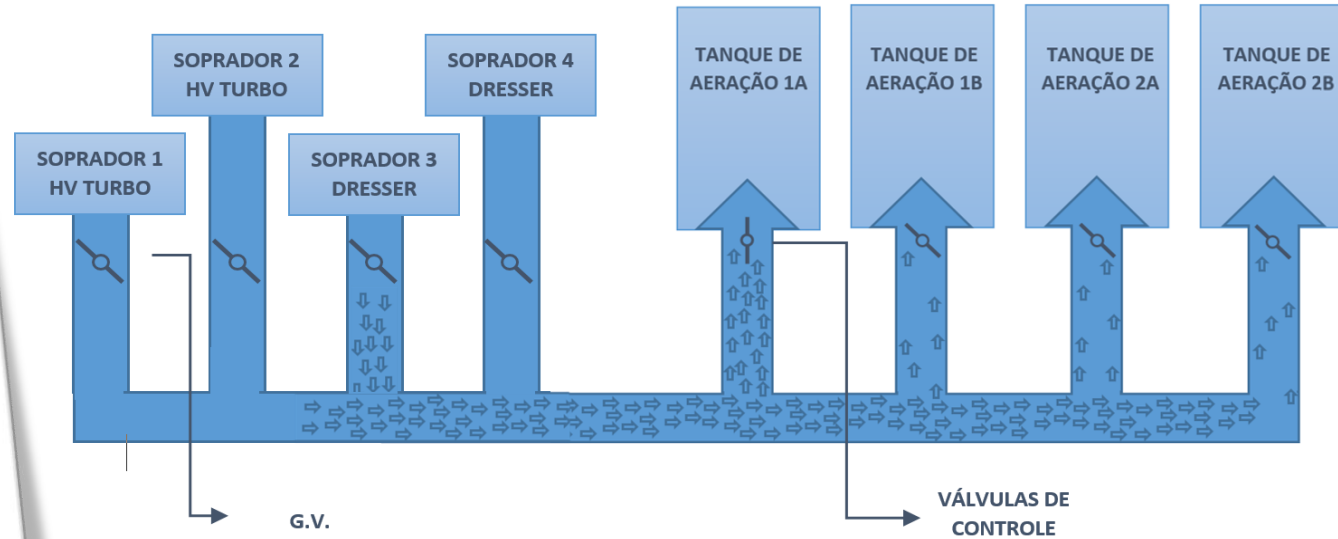 SOPRADOR 1
HV TURBO
SOPRADOR 2
HV TURBO
SOPRADOR 3
DRESSER
SOPRADOR 4
DRESSER
TANQUE DE
AERAÇÃO 1A
TANQUE DE
AERAÇÃO 1B
TANQUE DE
AERAÇÃO 2A
TANQUE DE
AERAÇÃO 2B
G.V.
VÁLVULAS DE
CONTROLE